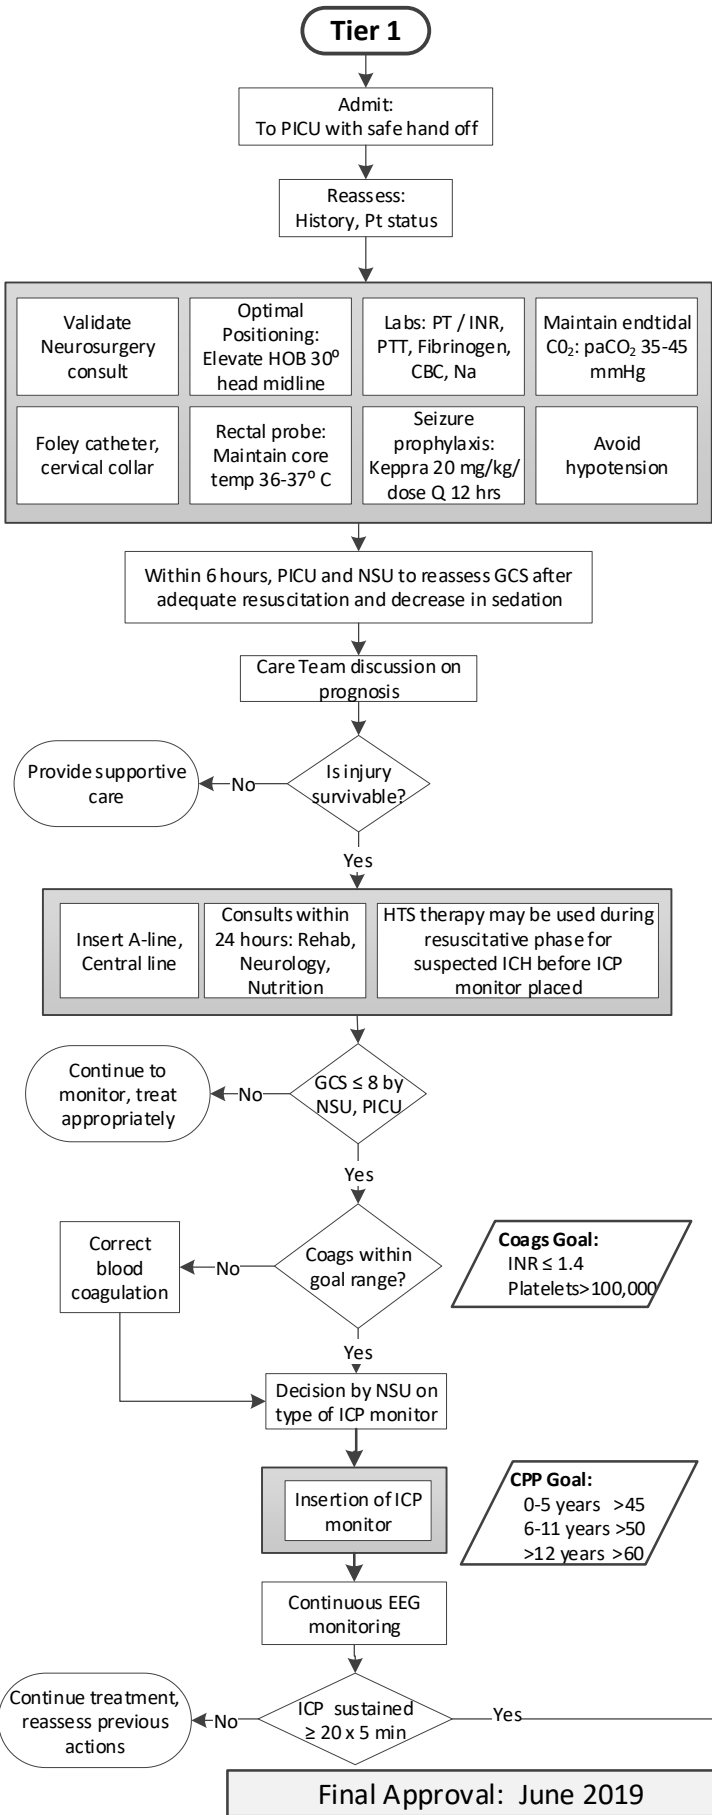 Tier 1
Admit:
To PICU with safe hand off
Reassess:
History, Pt status
Validate
Neurosurgery
consult
Optimal
Positioning:
Elevate HOB 30⁰
head midline
Labs: PT / INR,
PTT, Fibrinogen,
CBC, Na
Maintain endtidal
C0₂: paCO₂ 35-45
mmHg
Foley catheter,
cervical collar
Rectal probe:
Maintain core
temp 36-37⁰ C
Seizure
prophylaxis:
Keppra 20 mg/kg/
dose Q 12 hrs
Avoid
hypotension
Within 6 hours, PICU and NSU to reassess GCS after
adequate resuscitation and decrease in sedation
Care Team discussion on
prognosis
Is injury
survivable?
No
Provide supportive
care
Yes
Insert A-line,
Central line
Consults within
24 hours: Rehab,
Neurology,
Nutrition
HTS therapy may be used during
resuscitative phase for
suspected ICH before ICP
monitor placed
GCS ≤ 8 by
NSU, PICU
No
Continue to
monitor, treat
appropriately
Yes
Coags within
goal range?
No
Correct
blood
coagulation
Coags Goal:
INR ≤ 1.4
Platelets>100,000
Yes
Decision by NSU on
type of ICP monitor
Insertion of ICP
monitor
CPP Goal:
0-5 years >45
6-11 years >50
>12 years >60
Continuous EEG
monitoring
ICP sustained
≥ 20 x 5 min
No
Continue treatment,
reassess previous
actions
Yes
Final Approval: June 2019